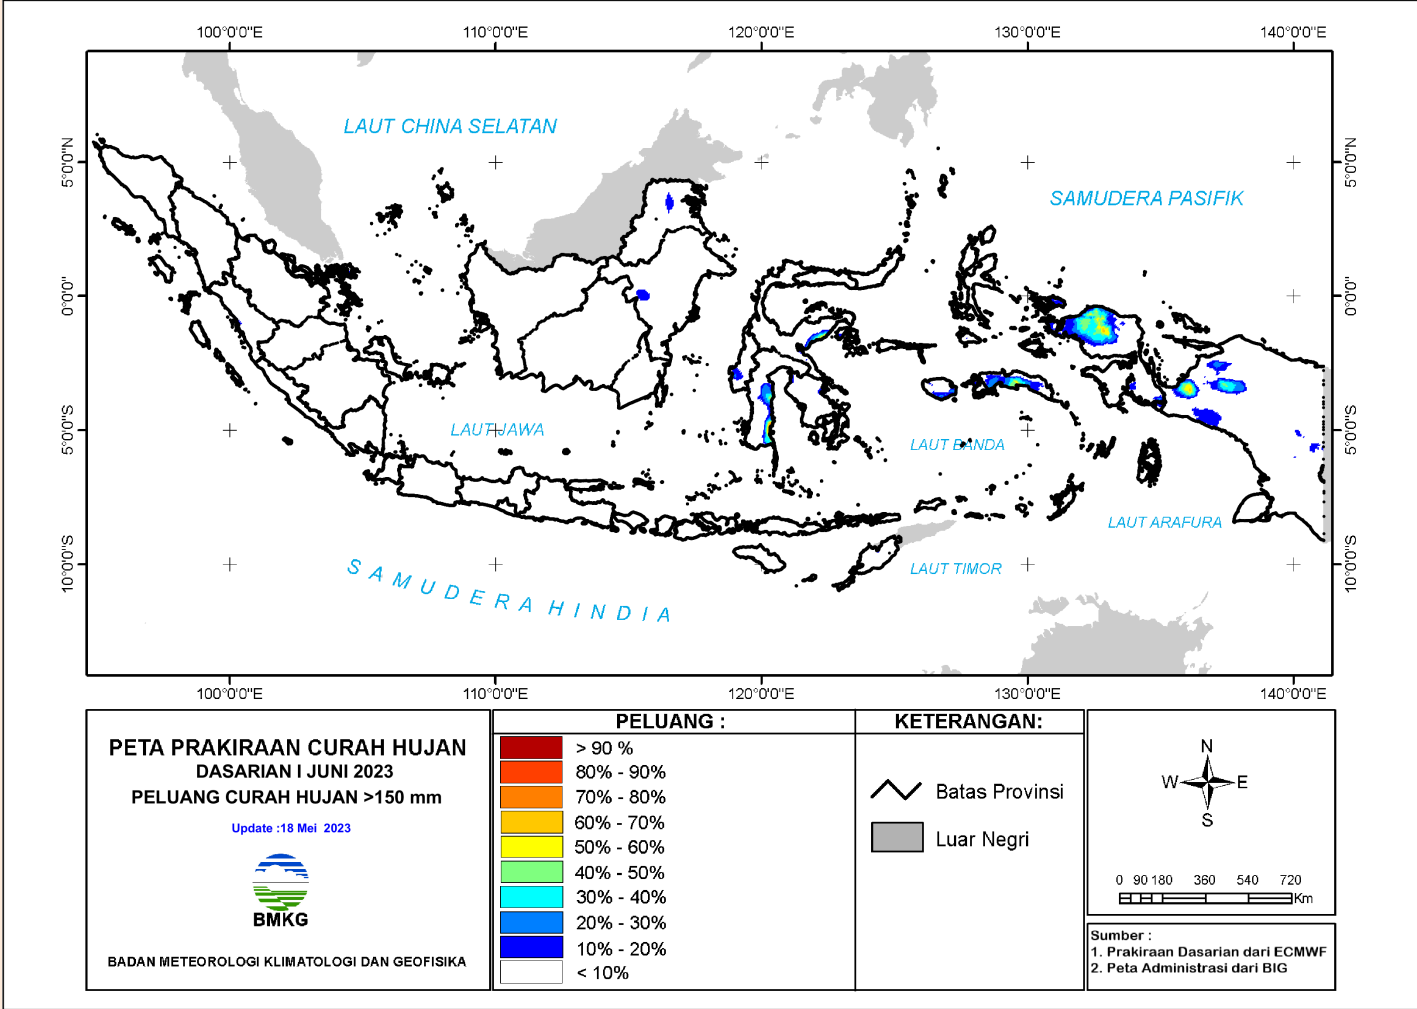 100°0'0"E 110°0'0"E 120°0'0"E 130°0'0"E 140°0'0"E
LAUT CHINA SELATAN
5°0'0"N 5°0'0"N
SAMUDERA PASIFIK
0°0'0" 0°0'0"
LAUT JAWA
5°0'0"S 5°0'0"S
LAUT BANDA
LAUT ARAFURA
10°0'0"S 10°0'0"S
LAUT TIMOR
SAMUDERA HINDIA
100°0'0"E 110°0'0"E 120°0'0"E 130°0'0"E 140°0'0"E
PETA PRAKIRAAN CURAH HUJAN
DASARIAN I JUNI 2023
PELUANG CURAH HUJAN >150 mm
Update :18 Mei 2023
BMKG
BADAN METEOROLOGI KLIMATOLOGI DAN GEOFISIKA
PELUANG :
> 90 %
80% - 90%
70% - 80%
60% - 70%
50% - 60%
40% - 50%
30% - 40%
20% - 30%
10% - 20%
< 10%
KETERANGAN:
Batas Provinsi
Luar Negri
N
W E
S
0 90 180 360 540 720
Km
Sumber :
1. Prakiraan Dasarian dari ECMWF
2. Peta Administrasi dari BIG